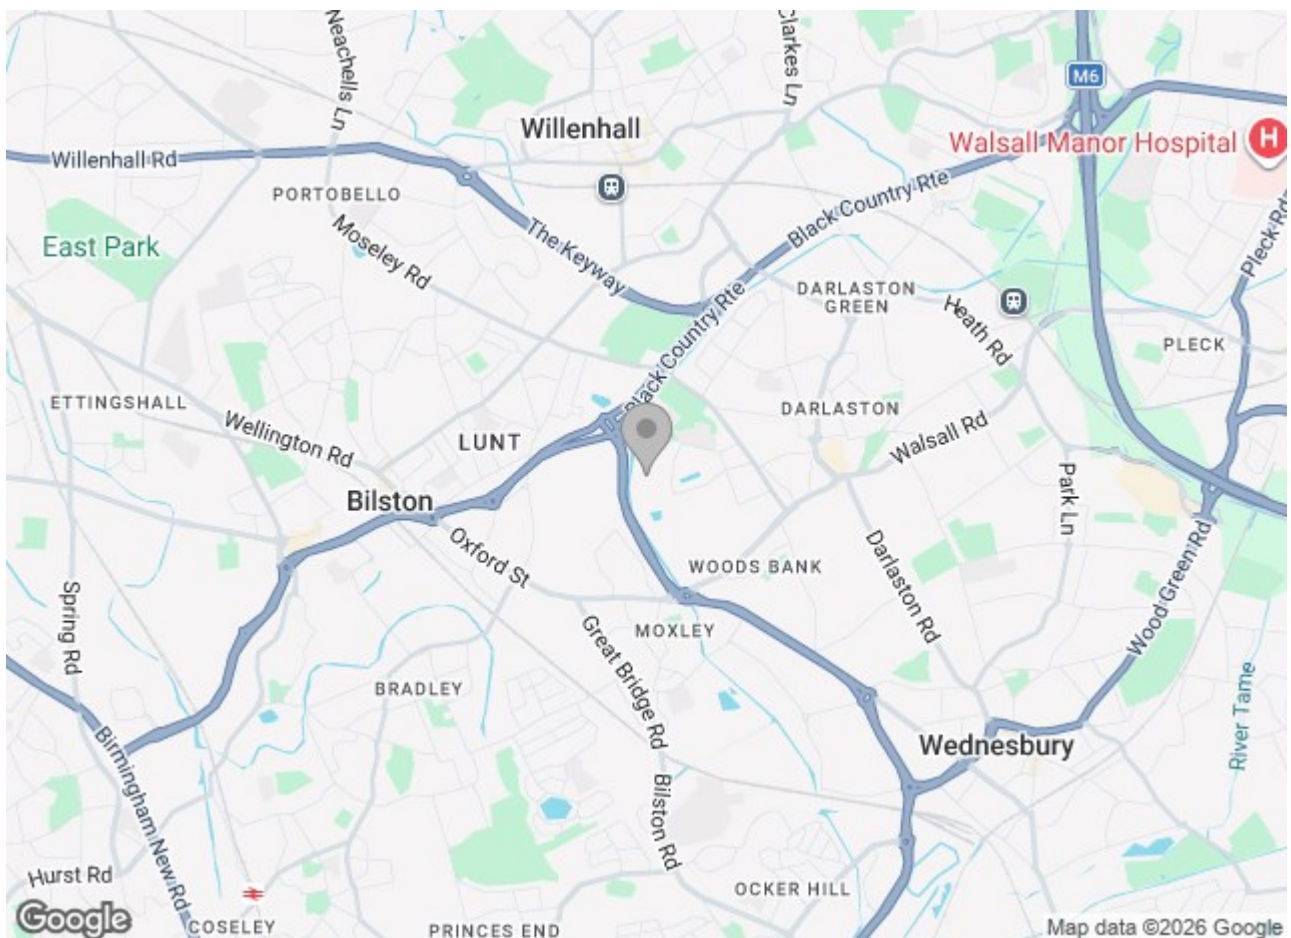 Neachells Ln
Clarkes Ln
M6
Willenhall
Walsall Manor Hospital
H
Willenhall Rd
PORTOBELLO
Black Country Rte
East Park
Moseley Rd
The Keyway
Pleck Rd
DARLASTON
GREEN
Heath Rd
Black Country Rte
PLECK
ETTINGSHALL
DARLASTON
Wellington Rd
LUNT
Walsall Rd
Bilston
Park Ln
Oxford St
WOODS BANK
Darlaston Rd
Wood Green Rd
Spring Rd
MOXLEY
Great Bridge Rd
BRADLEY
River Tame
Wednesbury
Birmingham New Rd
Bilston Rd
Hurst Rd
OCKER HILL
Google
COSELEY
PRINCES END
Map data ©2026 Google